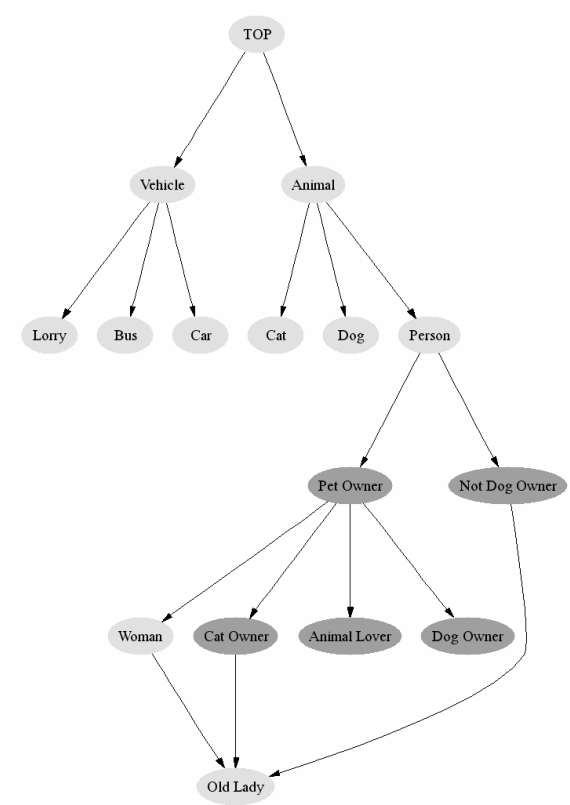 TOP
Vehicle
Animal
Lorry
Bus
Car
Cat
Dog
Person
Pet Owner
Not Dog Owner
Woman
Cat Owner
Animal Lover
Dog Owner
Old Lady